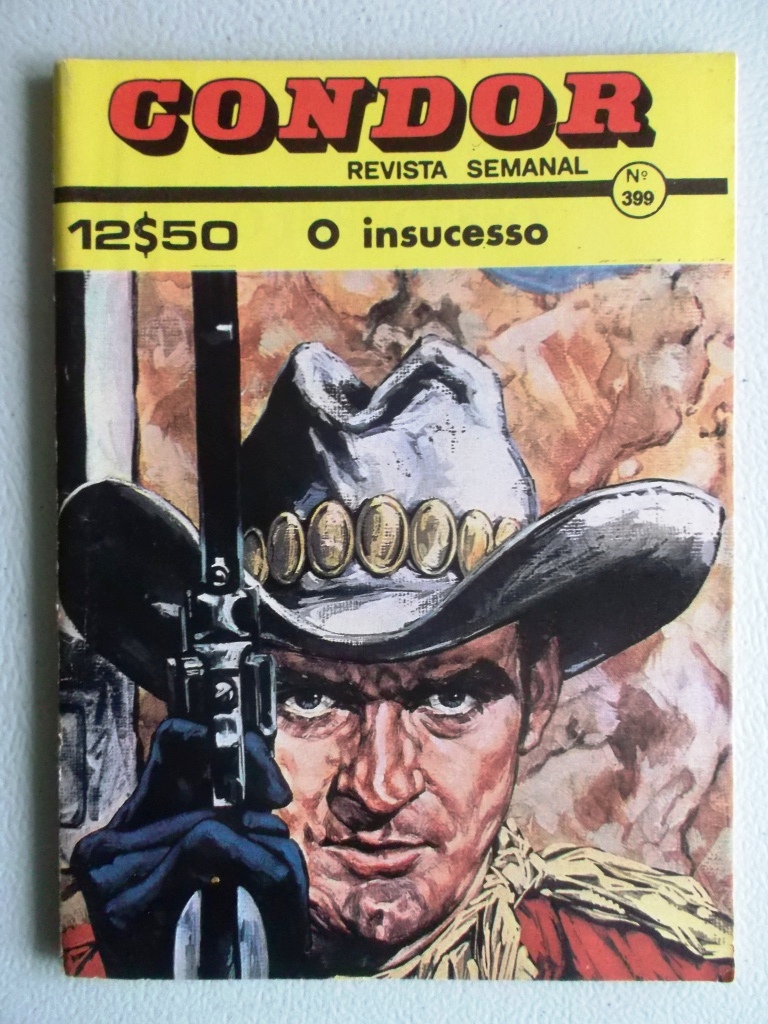 CONDOR
REVISTA SEMANAL
Nº
399
12$50 O insucesso